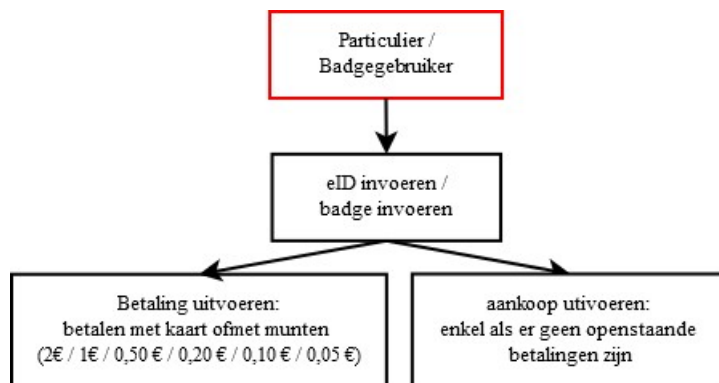 Particulier /
Badgegebruiker
eID invoeren /
badge invoeren
Betaling uitvoeren:
betalen met kaart ofmet munten
(2€ / 1€ / 0,50 € / 0,20 € / 0,10 € / 0,05 €)
aankoop utivoeren:
enkel als er geen openstaande
betalingen zijn